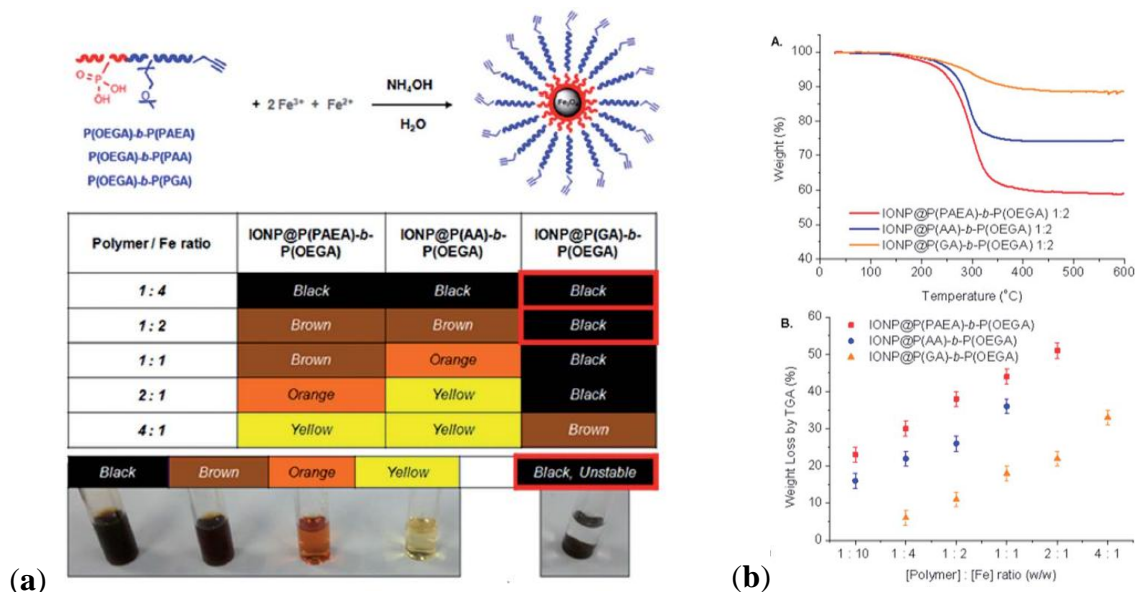 O
P
OH
OH
O
P(OEGA)-b-P(PAEA)
P(OEGA)-b-P(PAA)
P(OEGA)-b-P(PGA)
+ 2 Fe³⁺ + Fe²⁺
NH₄OH
H₂O
Fe₃O₄
Polymer / Fe ratio IONP@P(PAEA)-b-P(OEGA) IONP@P(AA)-b-P(OEGA) IONP@P(GA)-b-P(OEGA)
1 : 4 Black Black Black
1 : 2 Brown Brown Black
1:1 Brown Orange Black
2 : 1 Orange Yellow Black
4 : 1 Yellow Yellow Brown
Black Brown Orange Yellow Black, Unstable
(a)
A.
100
90
80
70
60
50
Weight (%)
IONP@P(PAEA)-b-P(OEGA) 1:2
IONP@P(AA)-b-P(OEGA) 1:2
IONP@P(GA)-b-P(OEGA) 1:2
0 150 300 450 600
Temperature (°C)
B.
IONP@P(PAEA)-b-P(OEGA)
IONP@P(AA)-b-P(OEGA)
IONP@P(GA)-b-P(OEGA)
60
50
40
30
20
10
0
Weight Loss by TGA (%)
1 : 10 1 : 4 1 : 2 1 : 1 2 : 1 4 : 1
[Polymer] : [Fe] ratio (w/w)
(b)